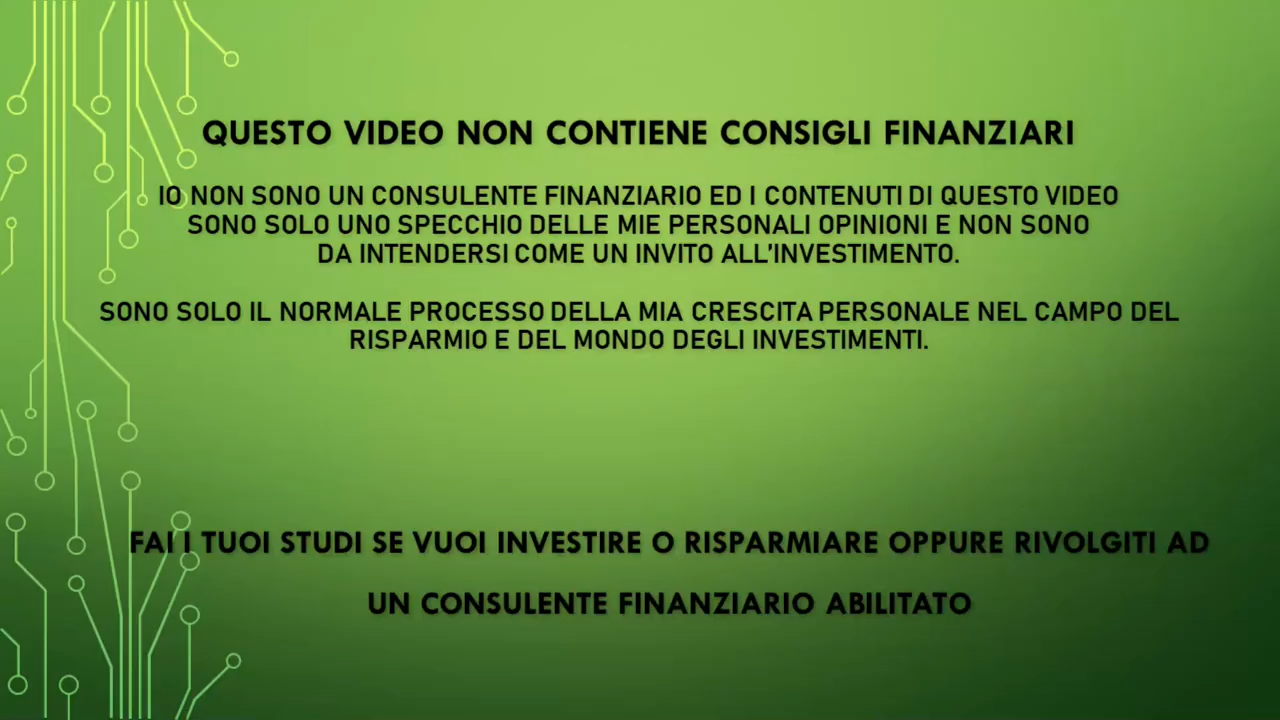 QUESTO VIDEO NON CONTIENE CONSIGLI FINANZIARI
IO NON SONO UN CONSULENTE FINANZIARIO ED I CONTENUTI DI QUESTO VIDEO
SONO SOLO UNO SPECCHIO DELLE MIE PERSONALI OPINIONI E NON SONO
DA INTENDERSI COME UN INVITO ALL'INVESTIMENTO.
SONO SOLO IL NORMALE PROCESSO DELLA MIA CRESCITA PERSONALE NEL CAMPO DEL
RISPARMIO E DEL MONDO DEGLI INVESTIMENTI.
FAI I TUOI STUDI SE VUOI INVESTIRE O RISPARMIARE OPPURE RIVOLGITI AD
UN CONSULENTE FINANZIARIO ABILITATO